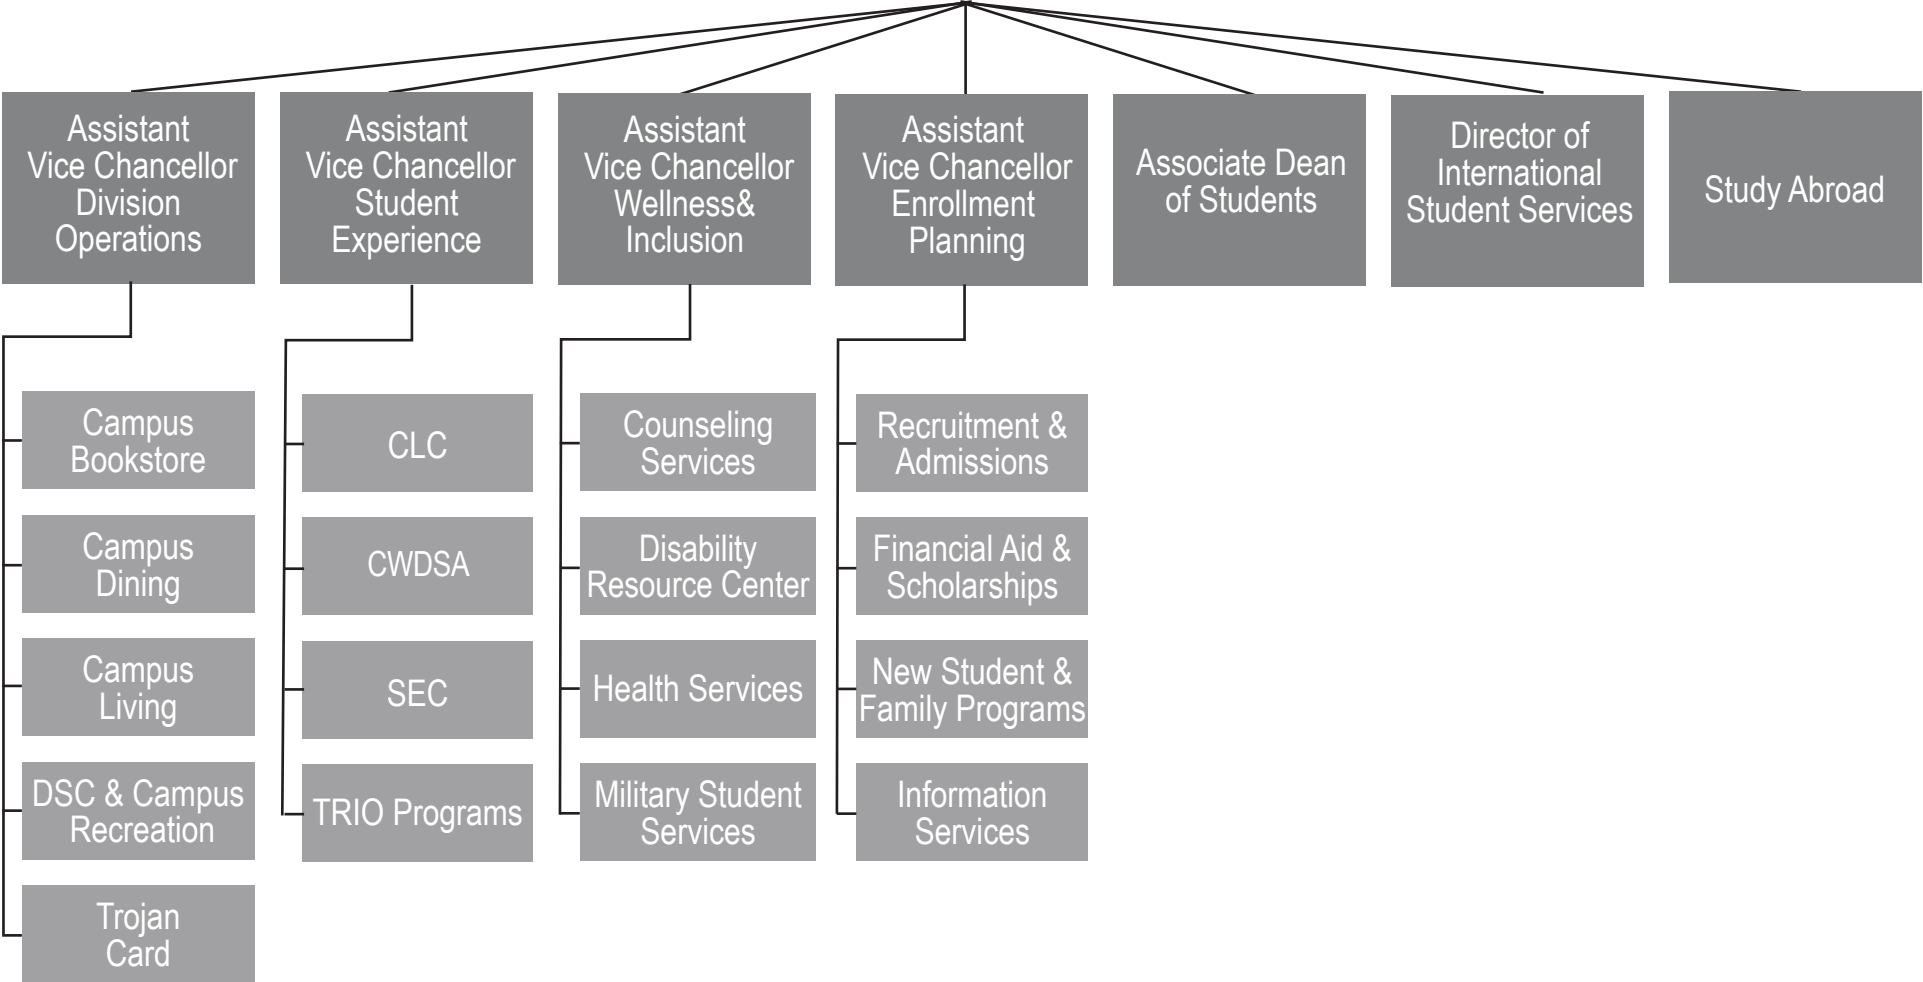 Assistant
Vice Chancellor
Division
Operations
Assistant
Vice Chancellor
Student
Experience
Assistant
Vice Chancellor
Wellness&
Inclusion
Assistant
Vice Chancellor
Enrollment
Planning
Associate Dean
of Students
Director of
International
Student Services
Study Abroad
Campus
Bookstore
Campus
Dining
Campus
Living
DSC & Campus
Recreation
Trojan
Card
CLC
CWDSA
SEC
TRIO Programs
Counseling
Services
Disability
Resource Center
Health Services
Military Student
Services
Recruitment &
Admissions
Financial Aid &
Scholarships
New Student &
Family Programs
Information
Services